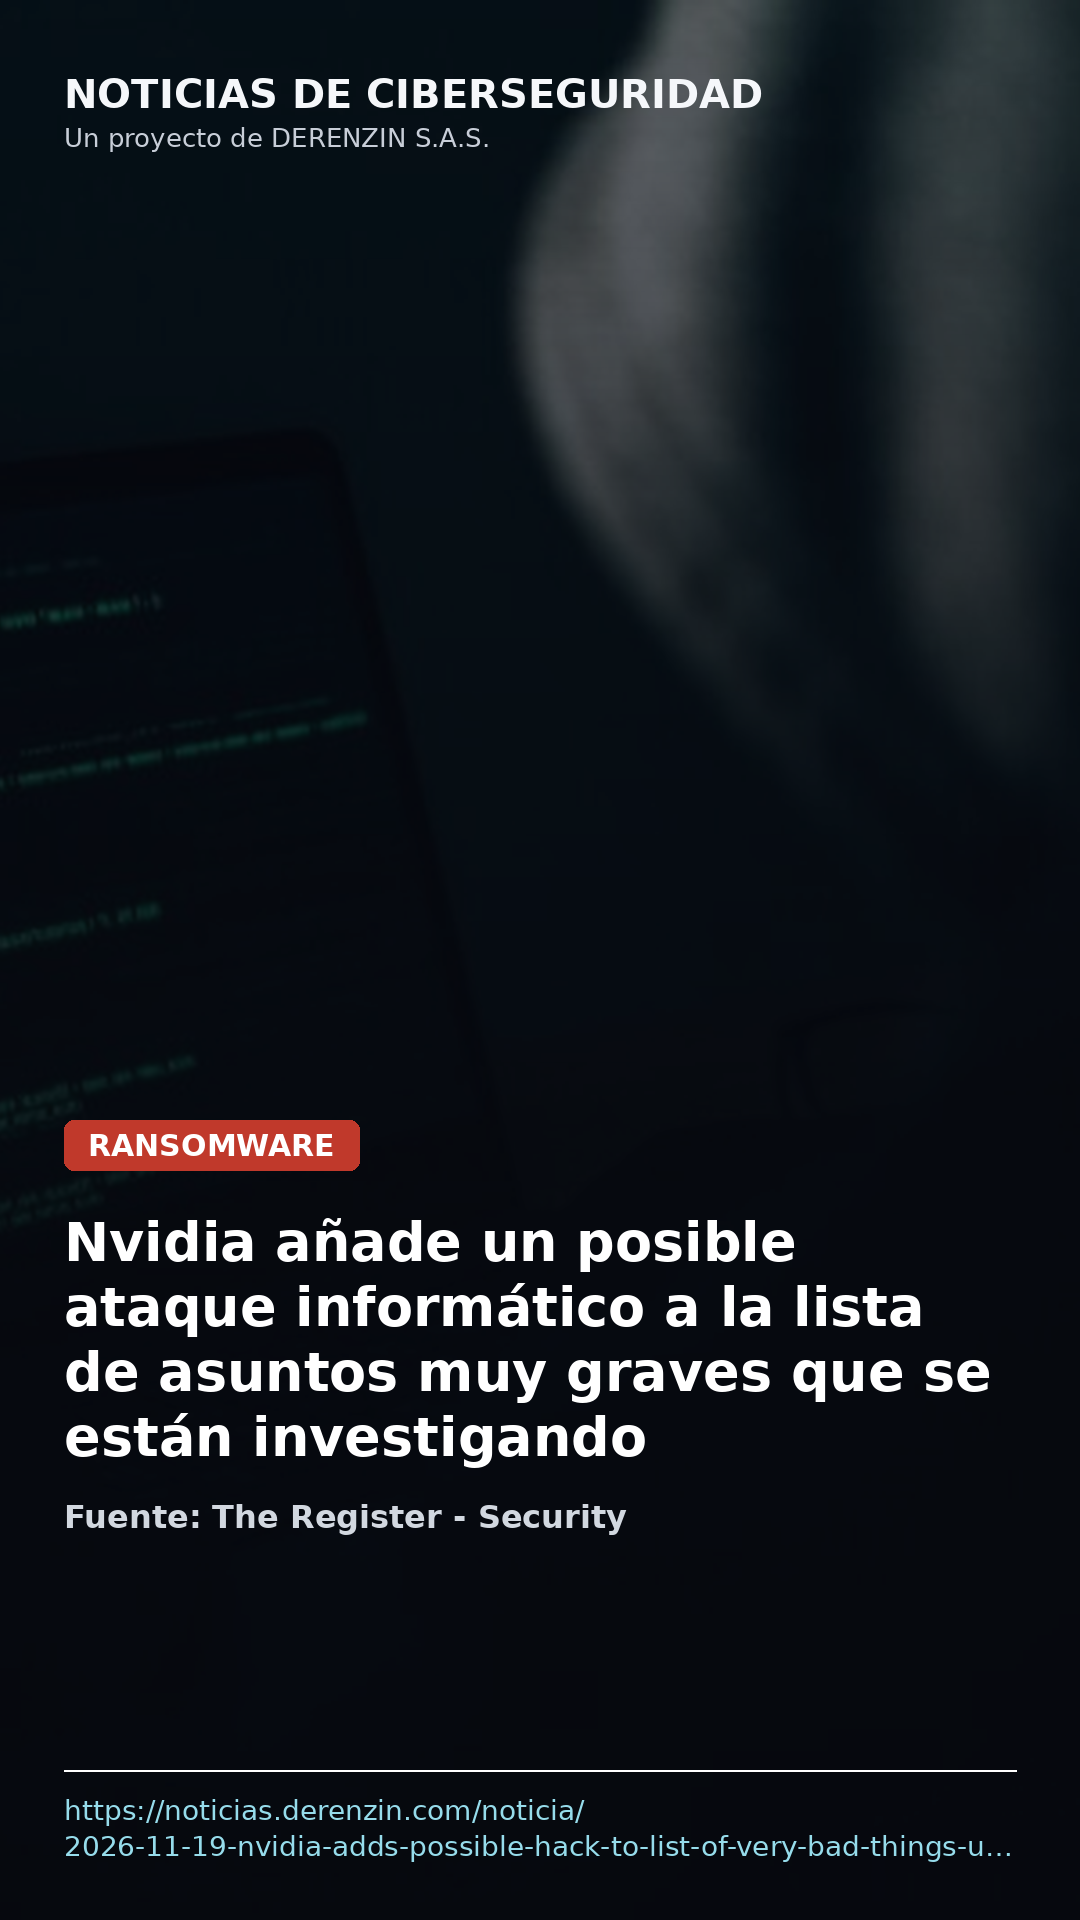 NOTICIAS DE CIBERSEGURIDAD
Un proyecto de DERENZIN S.A.S.
RANSOMWARE
Nvidia añade un posible
ataque informático a la lista
de asuntos muy graves que se
están investigando
Fuente: The Register - Security
https://noticias.derenzin.com/noticia/
2026-11-19-nvidia-adds-possible-hack-to-list-of-very-bad-things-u...